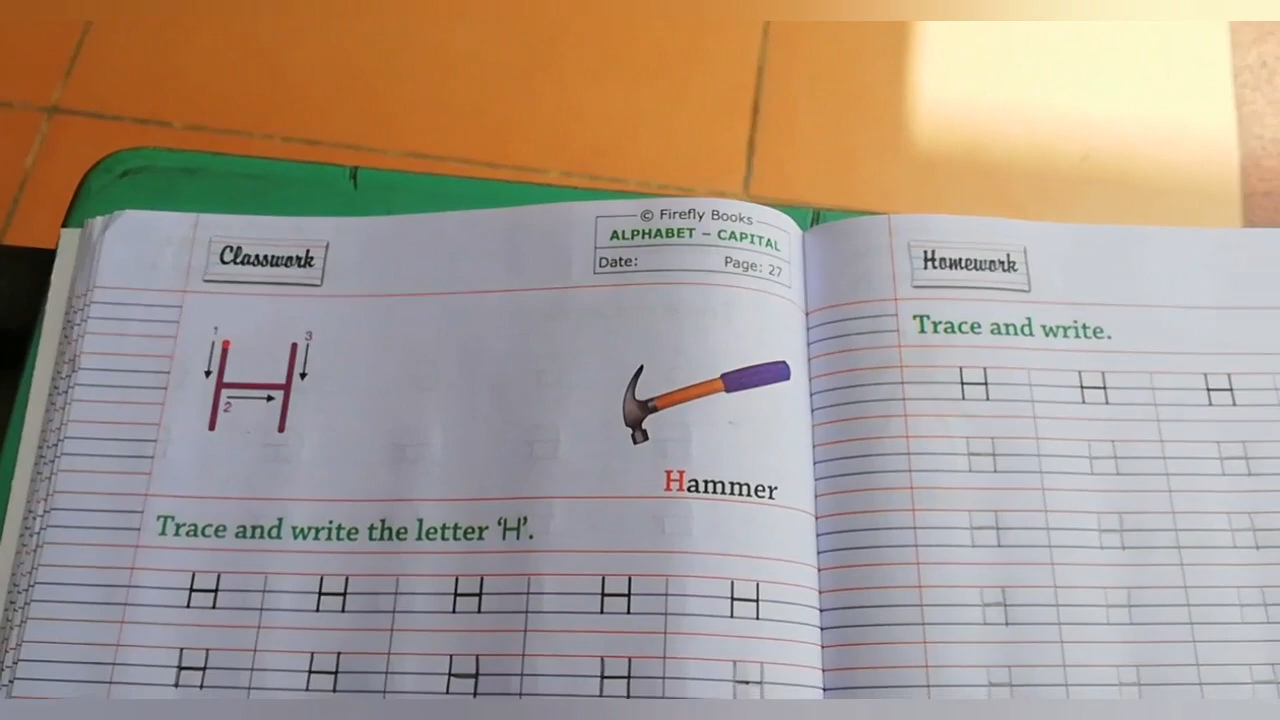 Classwork
© Firefly Books
ALPHABET – CAPITAL
Date: Page: 27
1 3
2
H
Hammer
Trace and write the letter ‘H’.
H H H H H
H H H H H
Homework
Trace and write.
H H H
H H H
H H H
H H H
H H H